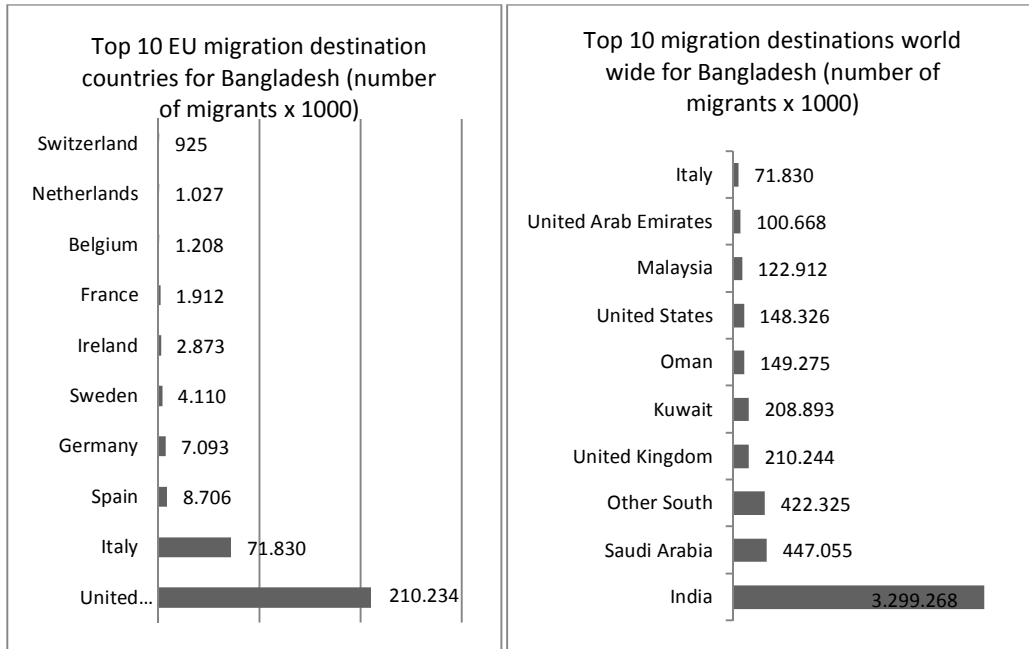 Top 10 EU migration destination
countries for Bangladesh (number
of migrants x 1000)
Switzerland 925
Netherlands 1.027
Belgium 1.208
France 1.912
Ireland 2.873
Sweden 4.110
Germany 7.093
Spain 8.706
Italy 71.830
United... 210.234
Top 10 migration destinations world
wide for Bangladesh (number of
migrants x 1000)
Italy 71.830
United Arab Emirates 100.668
Malaysia 122.912
United States 148.326
Oman 149.275
Kuwait 208.893
United Kingdom 210.244
Other South 422.325
Saudi Arabia 447.055
India 3.299.268